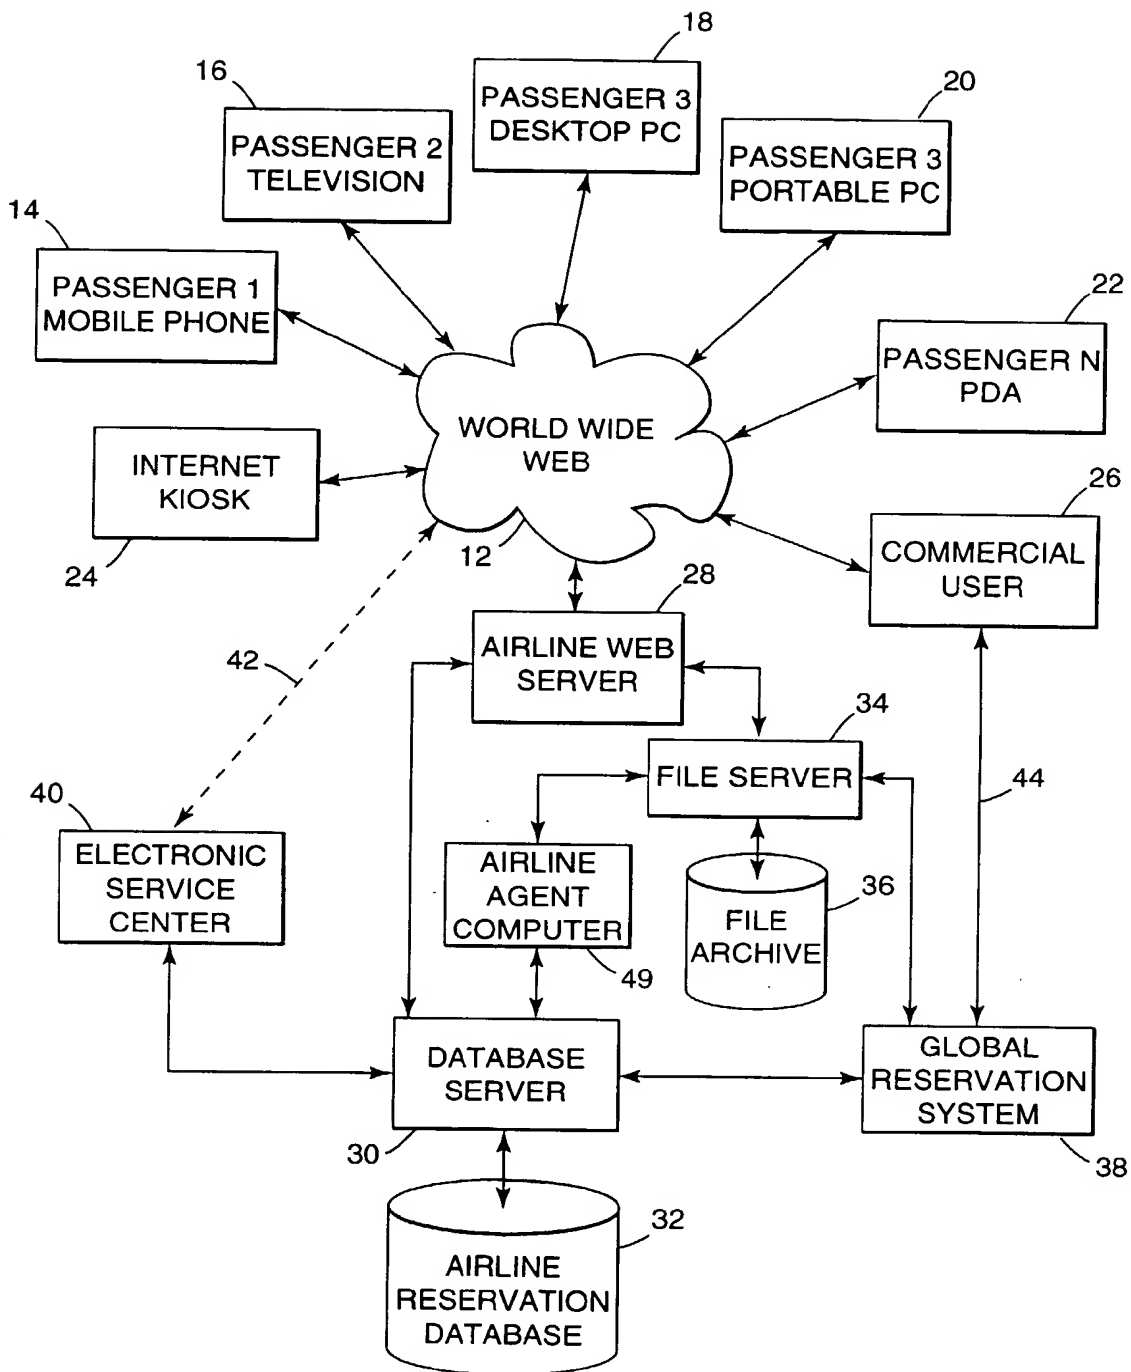 18
16
PASSENGER 3
DESKTOP PC
20
PASSENGER 2
TELEVISION
PASSENGER 3
PORTABLE PC
14
PASSENGER 1
MOBILE PHONE
22
PASSENGER N
PDA
WORLD WIDE
WEB
INTERNET
KIOSK
24
12
26
COMMERCIAL
USER
28
AIRLINE WEB
SERVER
42
34
FILE SERVER
44
40
ELECTRONIC
SERVICE
CENTER
AIRLINE
AGENT
COMPUTER
49
36
FILE
ARCHIVE
DATABASE
SERVER
30
GLOBAL
RESERVATION
SYSTEM
38
32
AIRLINE
RESERVATION
DATABASE